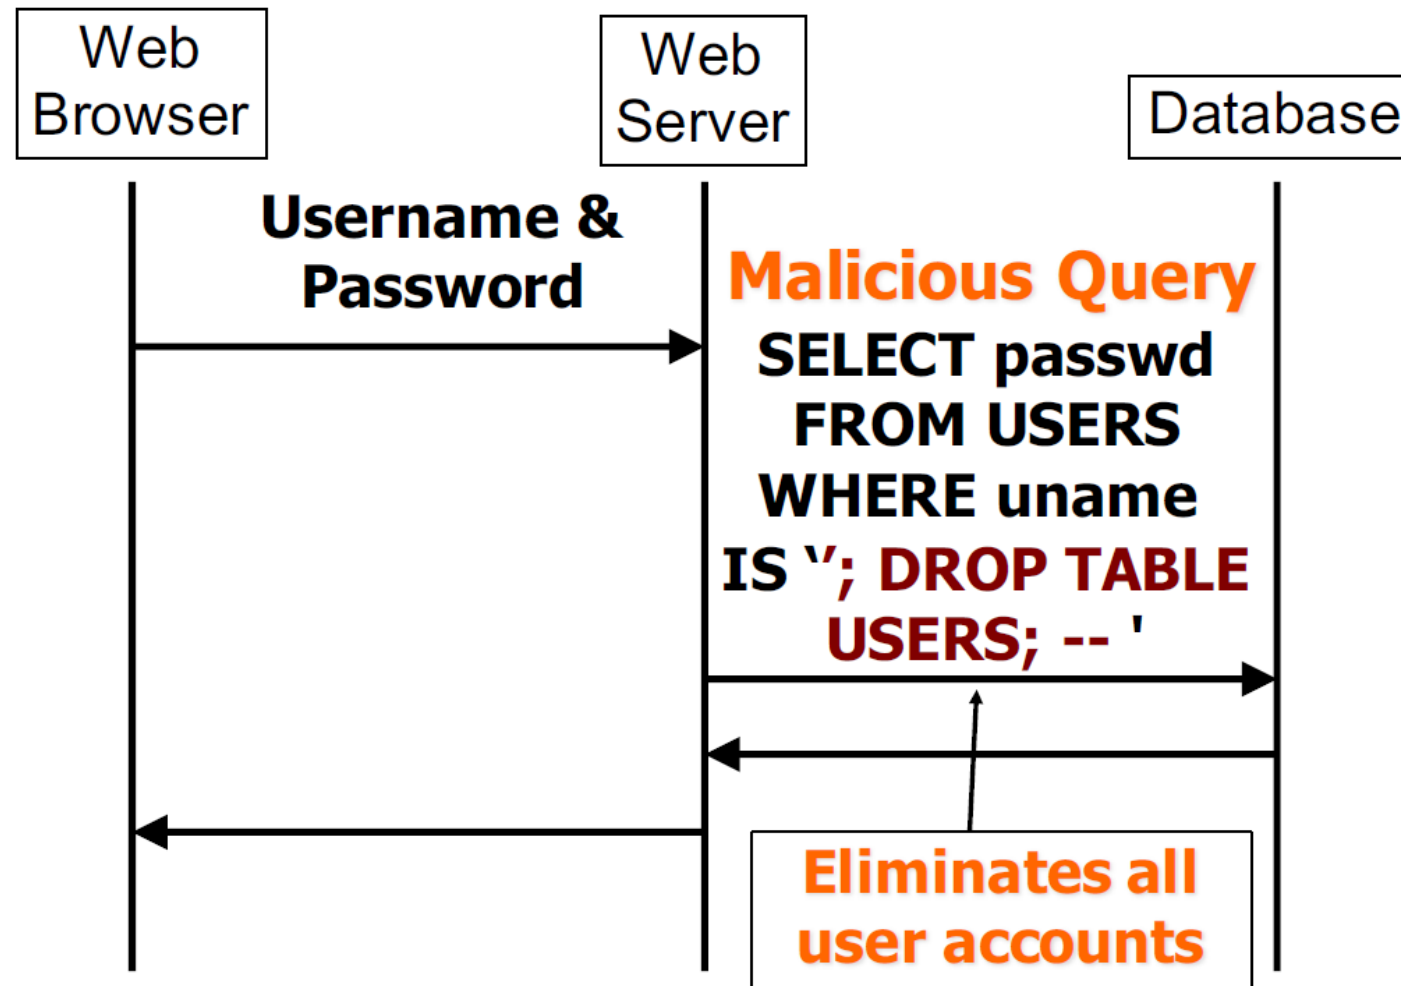 Web
Browser
Web
Server
Database
Username &
Password
Malicious Query
SELECT passwd
FROM USERS
WHERE uname
IS ‘’; DROP TABLE
USERS; -- '
Eliminates all
user accounts